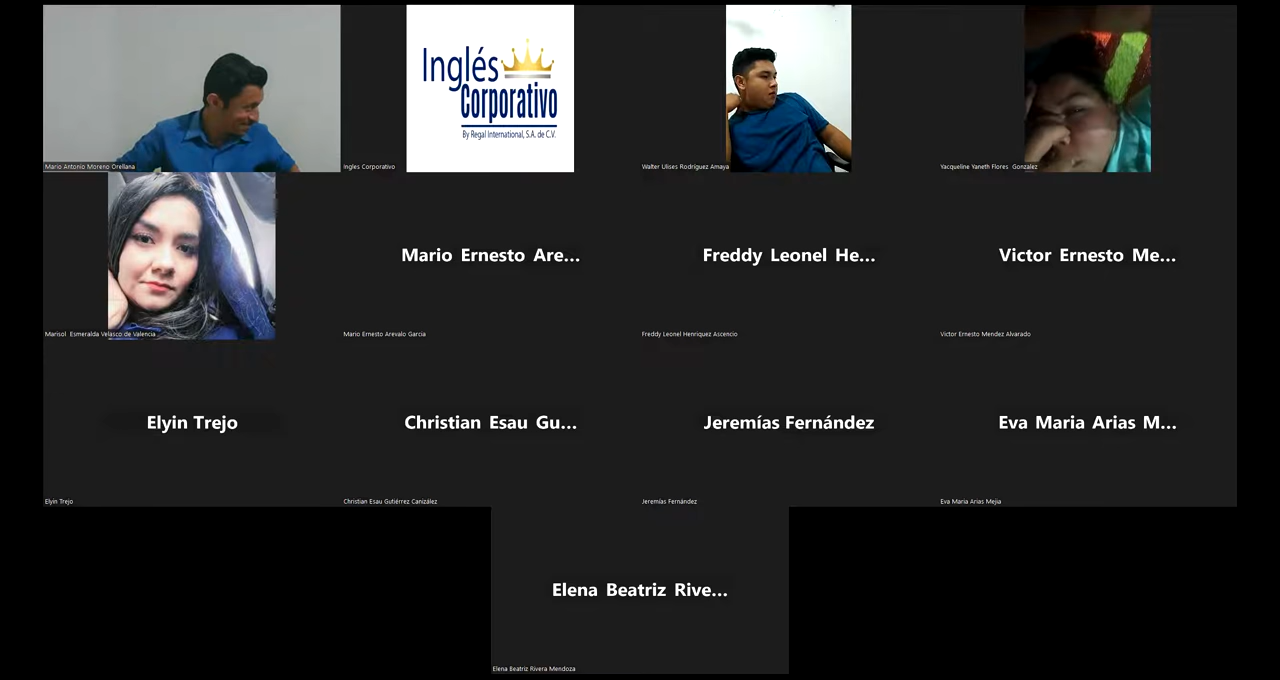 Inglés
Corporativo
By Regal International, S.A. de C.V.
Mario Antonio Moreno Orellana
Ingles Corporativo
Walter Ulises Rodríguez Amaya
Yacqueline Yaneth Flores González
Mario Ernesto Are...
Freddy Leonel He...
Victor Ernesto Me...
Marisol Esmeralda Velasco de Valencia
Mario Ernesto Arevalo Garcia
Freddy Leonel Henriquez Ascencio
Victor Ernesto Mendez Alvarado
Elyin Trejo
Christian Esau Gu...
Jeremías Fernández
Eva Maria Arias M...
Elyin Trejo
Christian Esau Gutiérrez Canizález
Jeremías Fernández
Eva Maria Arias Mejia
Elena Beatriz Rive...
Elena Beatriz Rivera Mendoza